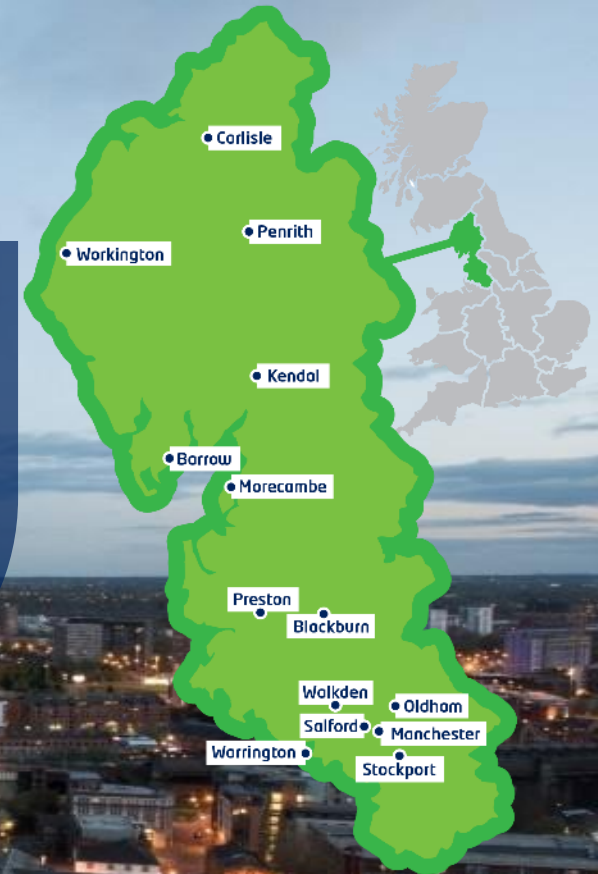 Carlisle
Penrith
Workington
Kendal
Barrow
Morecambe
Preston
Blackburn
Walkden
Oldham
Salford
Manchester
Warrington
Stockport